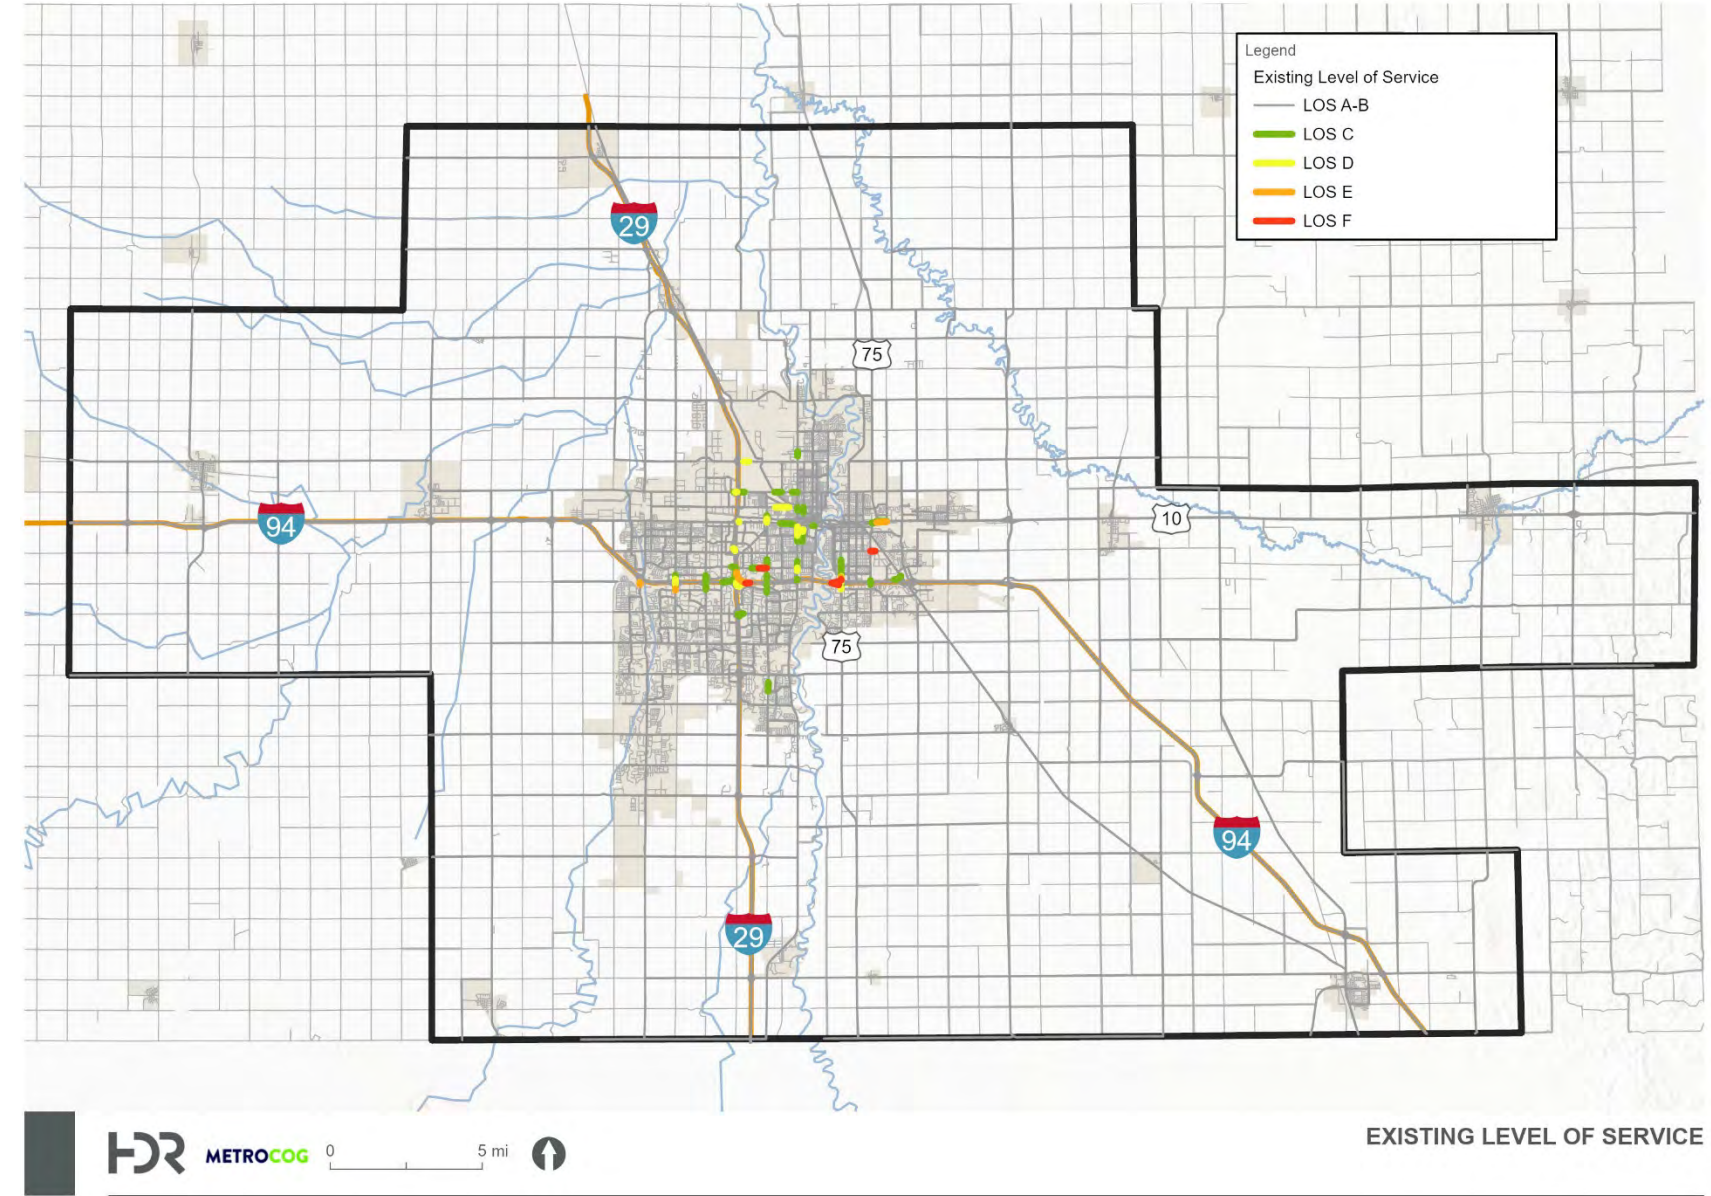 Legend
Existing Level of Service
LOS A-B
LOS C
LOS D
LOS E
LOS F
29
75
94
10
75
94
29
HDR
METROCOG
0
5 mi
EXISTING LEVEL OF SERVICE